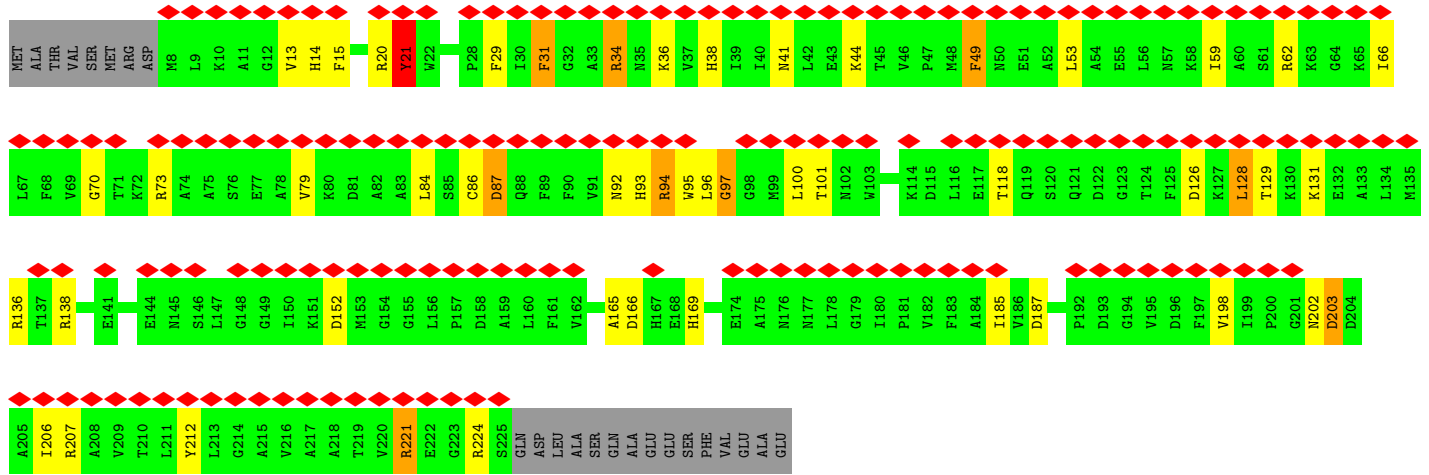 MET ALA THR VAL SER MET ARG ASP M8 L9 K10 A11 G12 V13 H14 F15 R20 Y21 W22 P28 F29 I30 F31 G32 A33 R34 N35 K36 V37 H38 I39 I40 N41 L42 E43 K44 T45 V46 P47 M48 F49 N50 E51 A52 L53 A54 E55 L56 N57 K58 I59 A60 S61 R62 K63 G64 K65 I66
L67 F68 V69 G70 T71 K72 R73 A74 A75 S76 E77 A78 V79 K80 D81 A82 A83 L84 S85 C86 D87 Q88 F89 F90 V91 N92 H93 R94 W95 L96 G97 G98 M99 L100 T101 N102 W103 K114 D115 L116 E117 T118 Q119 S120 Q121 D122 G123 T124 F125 D126 K127 L128 T129 K130 K131 E132 A133 L134 M135
R136 T137 R138 E141 E144 N145 S146 L147 G148 G149 I150 K151 D152 M153 G154 G155 L156 P157 D158 A159 L160 F161 V162 A165 D166 H167 E168 H169 E174 A175 N176 N177 L178 G179 I180 P181 V182 F183 A184 I185 V186 D187 P192 D193 G194 V195 D196 F197 V198 I199 P200 G201 N202 D203 D204
A205 I206 R207 A208 V209 T210 L211 Y212 L213 G214 A215 V216 A217 A218 T219 V220 R221 E222 G223 R224 S225 GLN ASP LEU ALA SER GLN ALA GLU GLU SER PHE VAL GLU ALA GLU